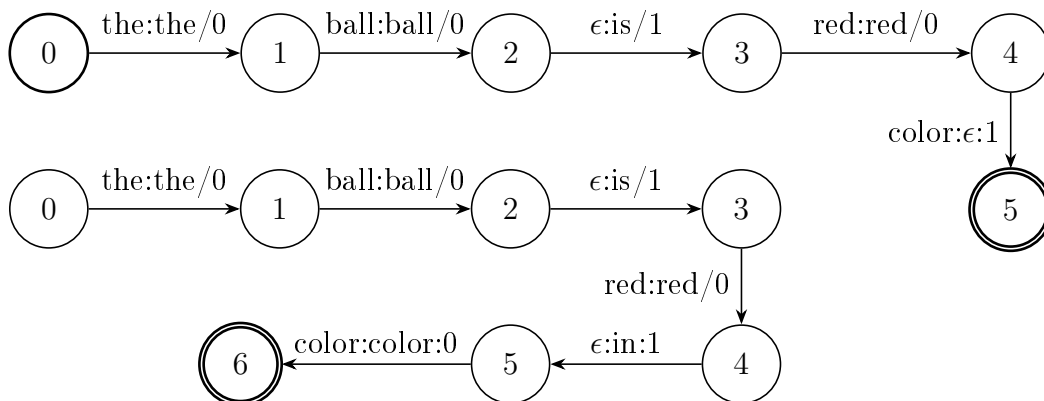 the:the/0 ball:ball/0 ϵ:is/1 red:red/0
0 1 2 3 4
color:ϵ:1
the:the/0 ball:ball/0 ϵ:is/1
0 1 2 3 5
red:red/0
color:color:0 ϵ:in:1
6 5 4